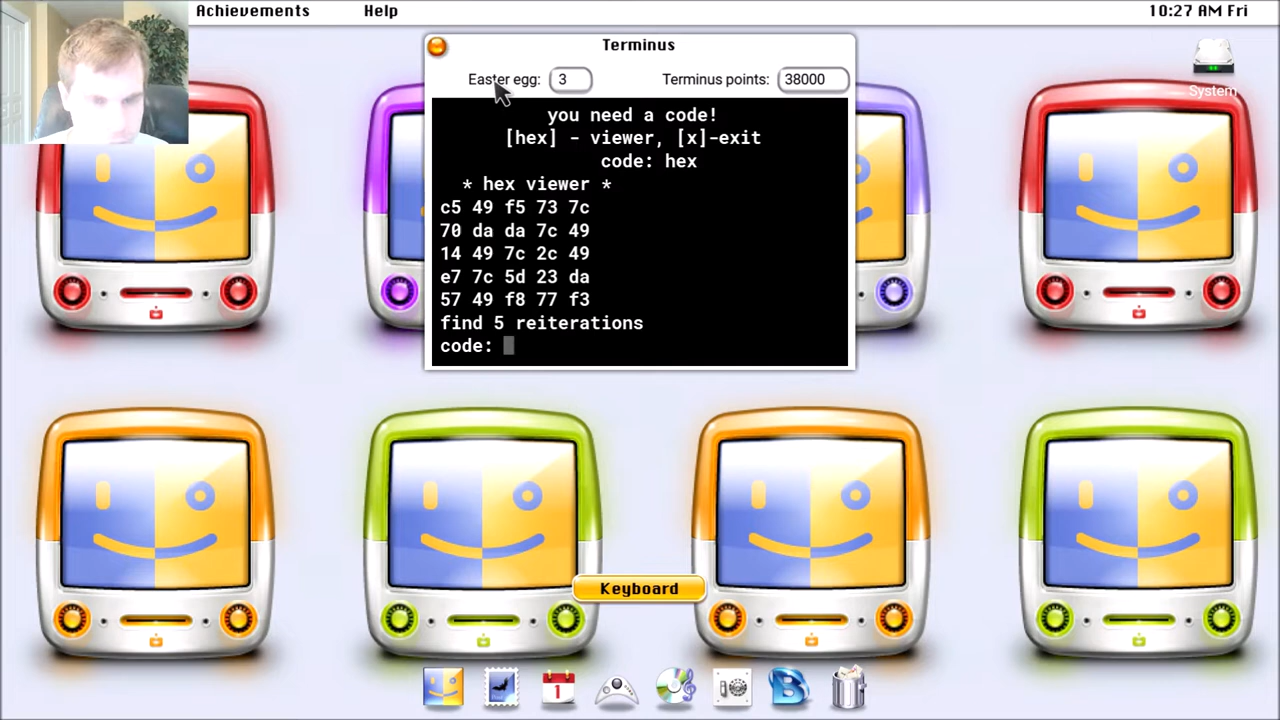 Achievements Help 10:27 AM Fri
Terminus
Easter egg: 3 Terminus points: 38000
System
you need a code!
[hex] - viewer, [x]-exit
code: hex
* hex viewer *
c5 49 f5 73 7c
70 da da 7c 49
14 49 7c 2c 49
e7 7c 5d 23 da
57 49 f8 77 f3
find 5 reiterations
code:
Keyboard
1
B